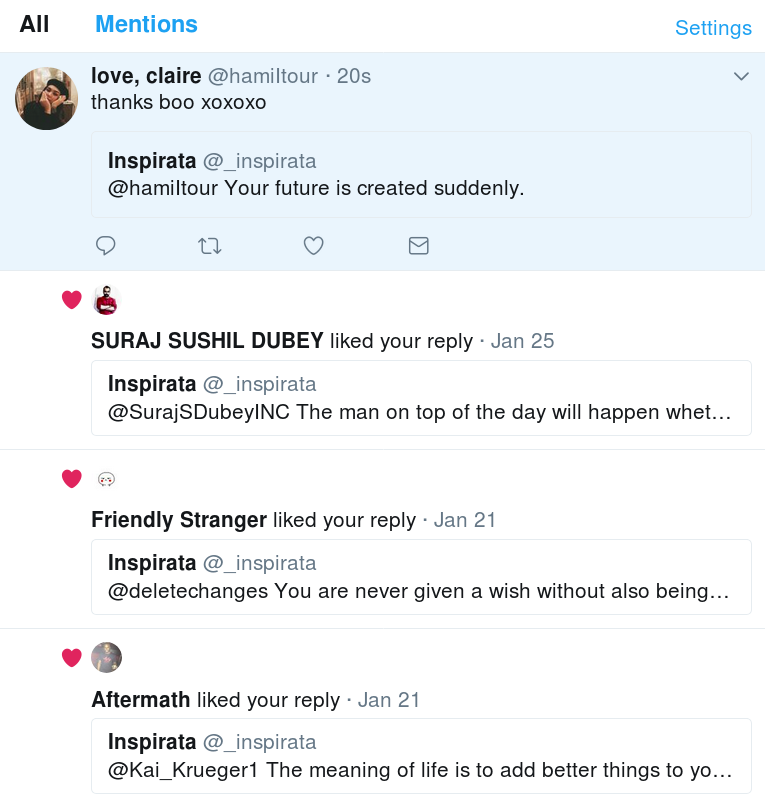 All Mentions Settings
love, claire @hamiltour · 20s
thanks boo xoxoxo
Inspirata @_inspirata
@hamiltour Your future is created suddenly.
SURAJ SUSHIL DUBEY liked your reply · Jan 25
Inspirata @_inspirata
@SurajSDubeyINC The man on top of the day will happen whet…
Friendly Stranger liked your reply · Jan 21
Inspirata @_inspirata
@deletechanges You are never given a wish without also being…
Aftermath liked your reply · Jan 21
Inspirata @_inspirata
@Kai_Krueger1 The meaning of life is to add better things to yo…